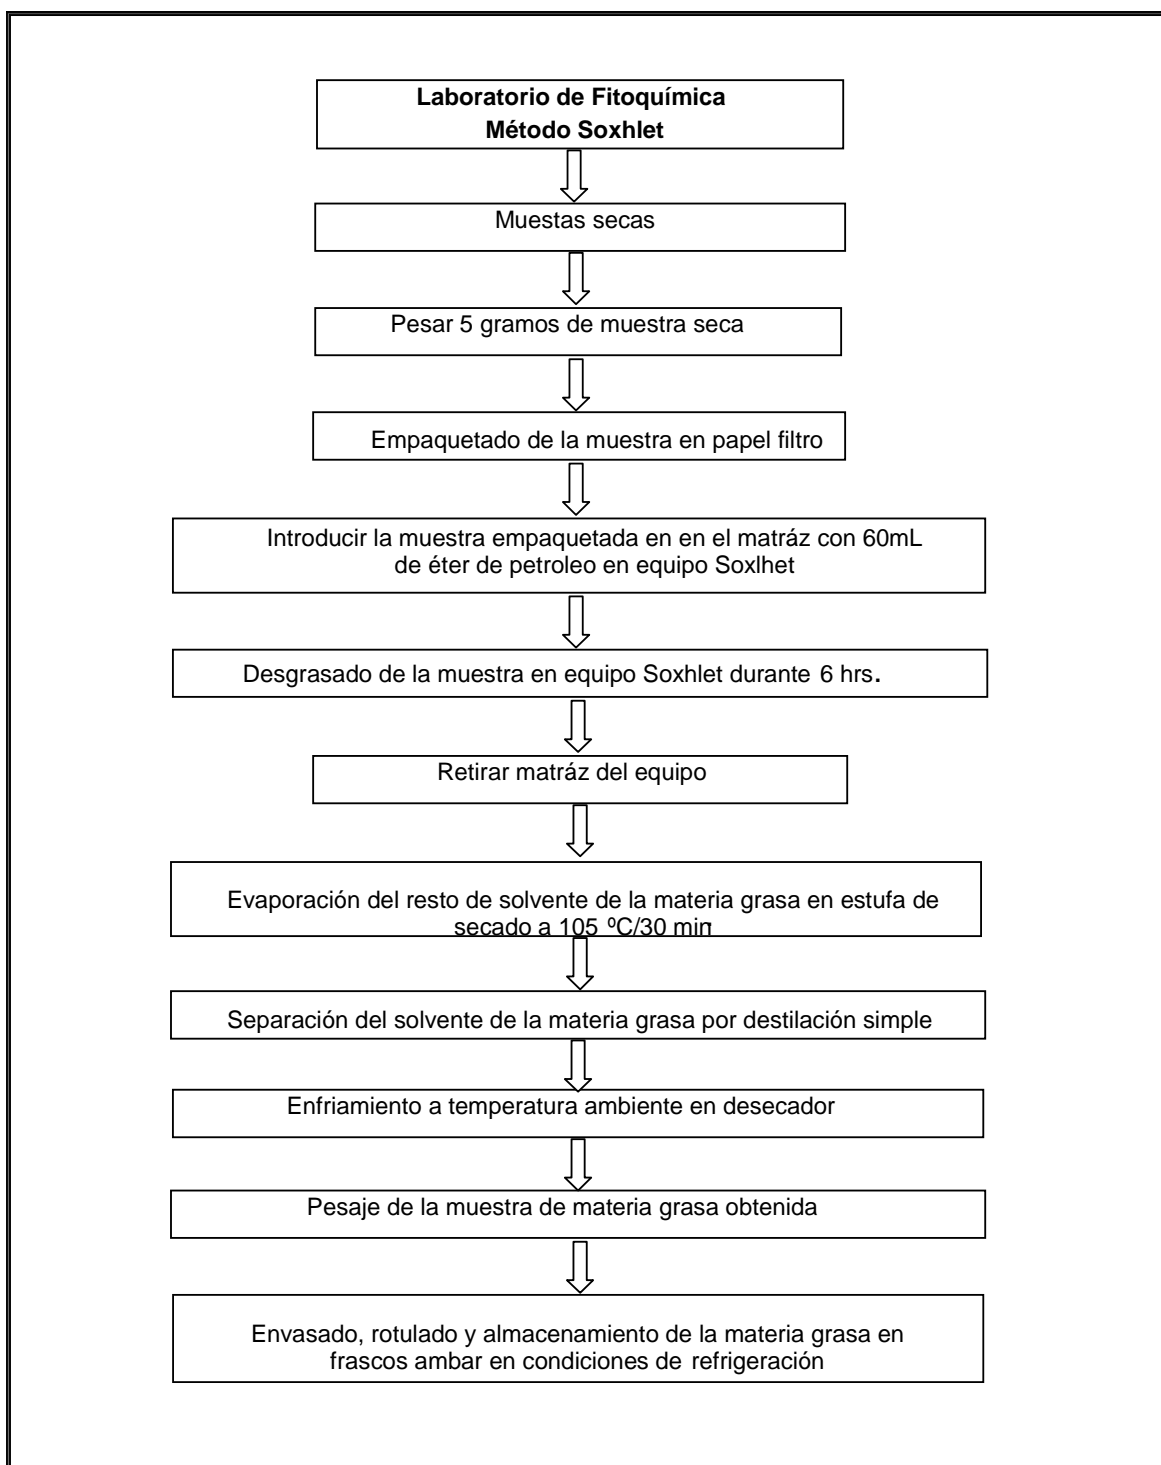 Laboratorio de Fitoquímica
Método Soxhlet
Muestas secas
Pesar 5 gramos de muestra seca
Empaquetado de la muestra en papel filtro
Introducir la muestra empaquetada en en el matráz con 60mL
de éter de petroleo en equipo Soxlhet
Desgrasado de la muestra en equipo Soxhlet durante 6 hrs.
Retirar matráz del equipo
Evaporación del resto de solvente de la materia grasa en estufa de
secado a 105 ºC/30 min
Separación del solvente de la materia grasa por destilación simple
Enfriamiento a temperatura ambiente en desecador
Pesaje de la muestra de materia grasa obtenida
Envasado, rotulado y almacenamiento de la materia grasa en
frascos ambar en condiciones de refrigeración